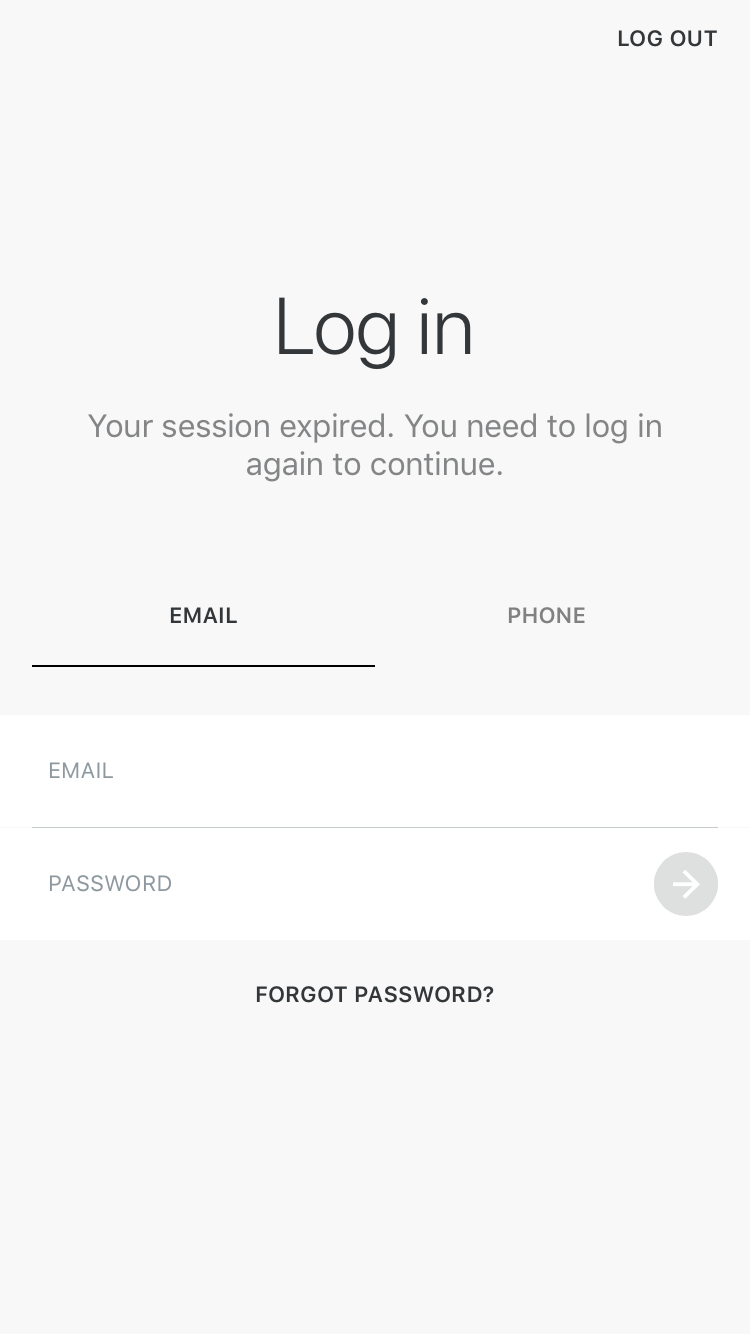 LOG OUT
Log in
Your session expired. You need to log in
again to continue.
EMAIL
PHONE
EMAIL
PASSWORD
FORGOT PASSWORD?